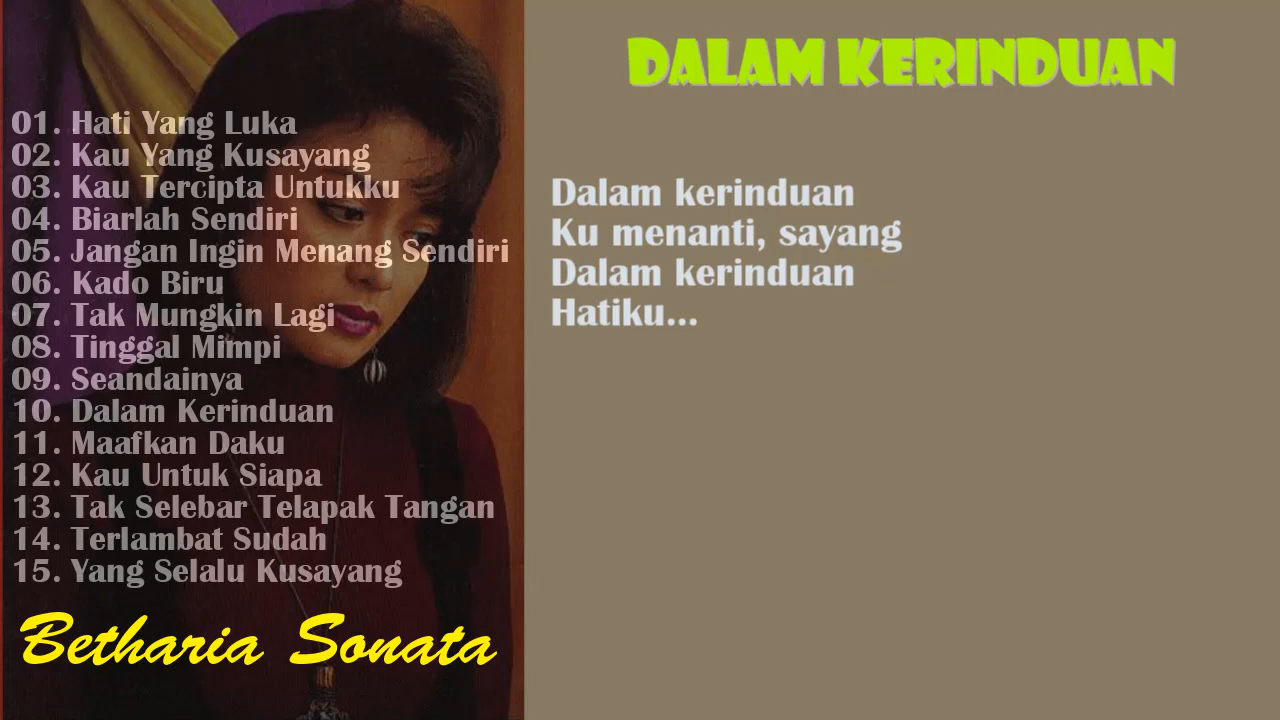 01. Hati Yang Luka
02. Kau Yang Kusayang
03. Kau Tercipta Untukku
04. Biarlah Sendiri
05. Jangan Ingin Menang Sendiri
06. Kado Biru
07. Tak Mungkin Lagi
08. Tinggal Mimpi
09. Seandainya
10. Dalam Kerinduan
11. Maafkan Daku
12. Kau Untuk Siapa
13. Tak Selebar Telapak Tangan
14. Terlambat Sudah
15. Yang Selalu Kusayang
Betharia Sonata
DALAM KERINDUAN
Dalam kerinduan
Ku menanti, sayang
Dalam kerinduan
Hatiku...